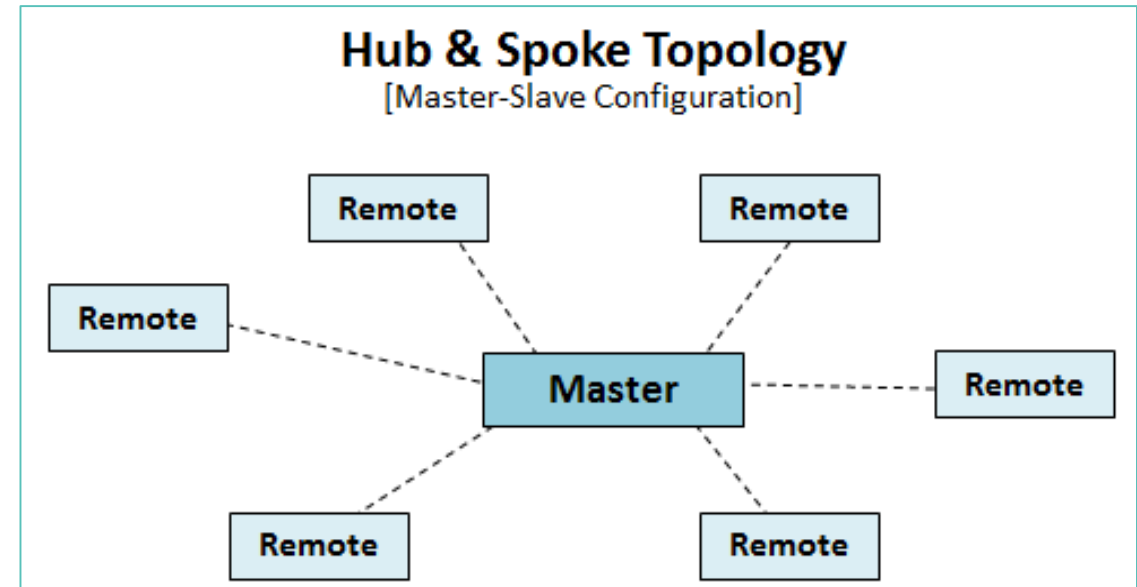 Hub & Spoke Topology
[Master-Slave Configuration]
Remote
Remote
Remote
Master
Remote
Remote
Remote